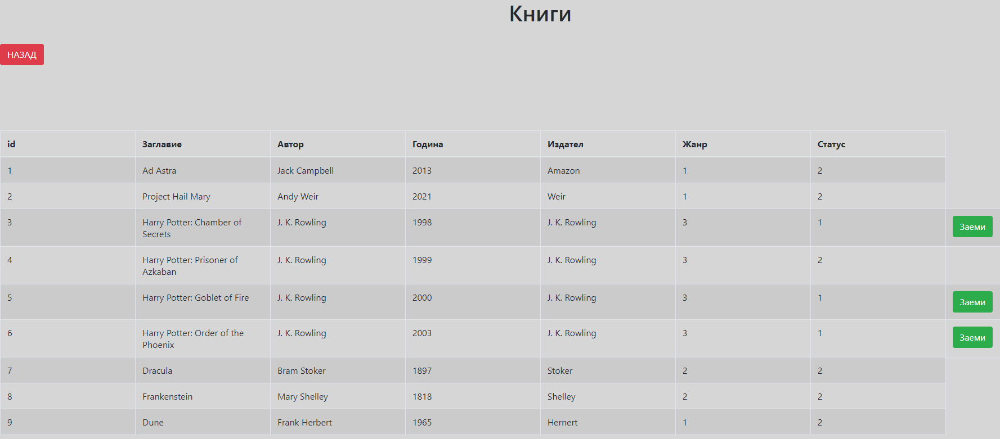 Книги
НАЗАД
id Заглавие Автор Година Издател Жанр Статус
1 Ad Astra Jack Campbell 2013 Amazon 1 2
2 Project Hail Mary Andy Weir 2021 Weir 1 2
3 Harry Potter: Chamber of J. K. Rowling 1998 J. K. Rowling 3 1 Заеми
Secrets
4 Harry Potter: Prisoner of J. K. Rowling 1999 J. K. Rowling 3 2
Azkaban
5 Harry Potter: Goblet of Fire J. K. Rowling 2000 J. K. Rowling 3 1 Заеми
6 Harry Potter: Order of the J. K. Rowling 2003 J. K. Rowling 3 1 Заеми
Phoenix
7 Dracula Bram Stoker 1897 Stoker 2 2
8 Frankenstein Mary Shelley 1818 Shelley 2 2
9 Dune Frank Herbert 1965 Hernert 1 2